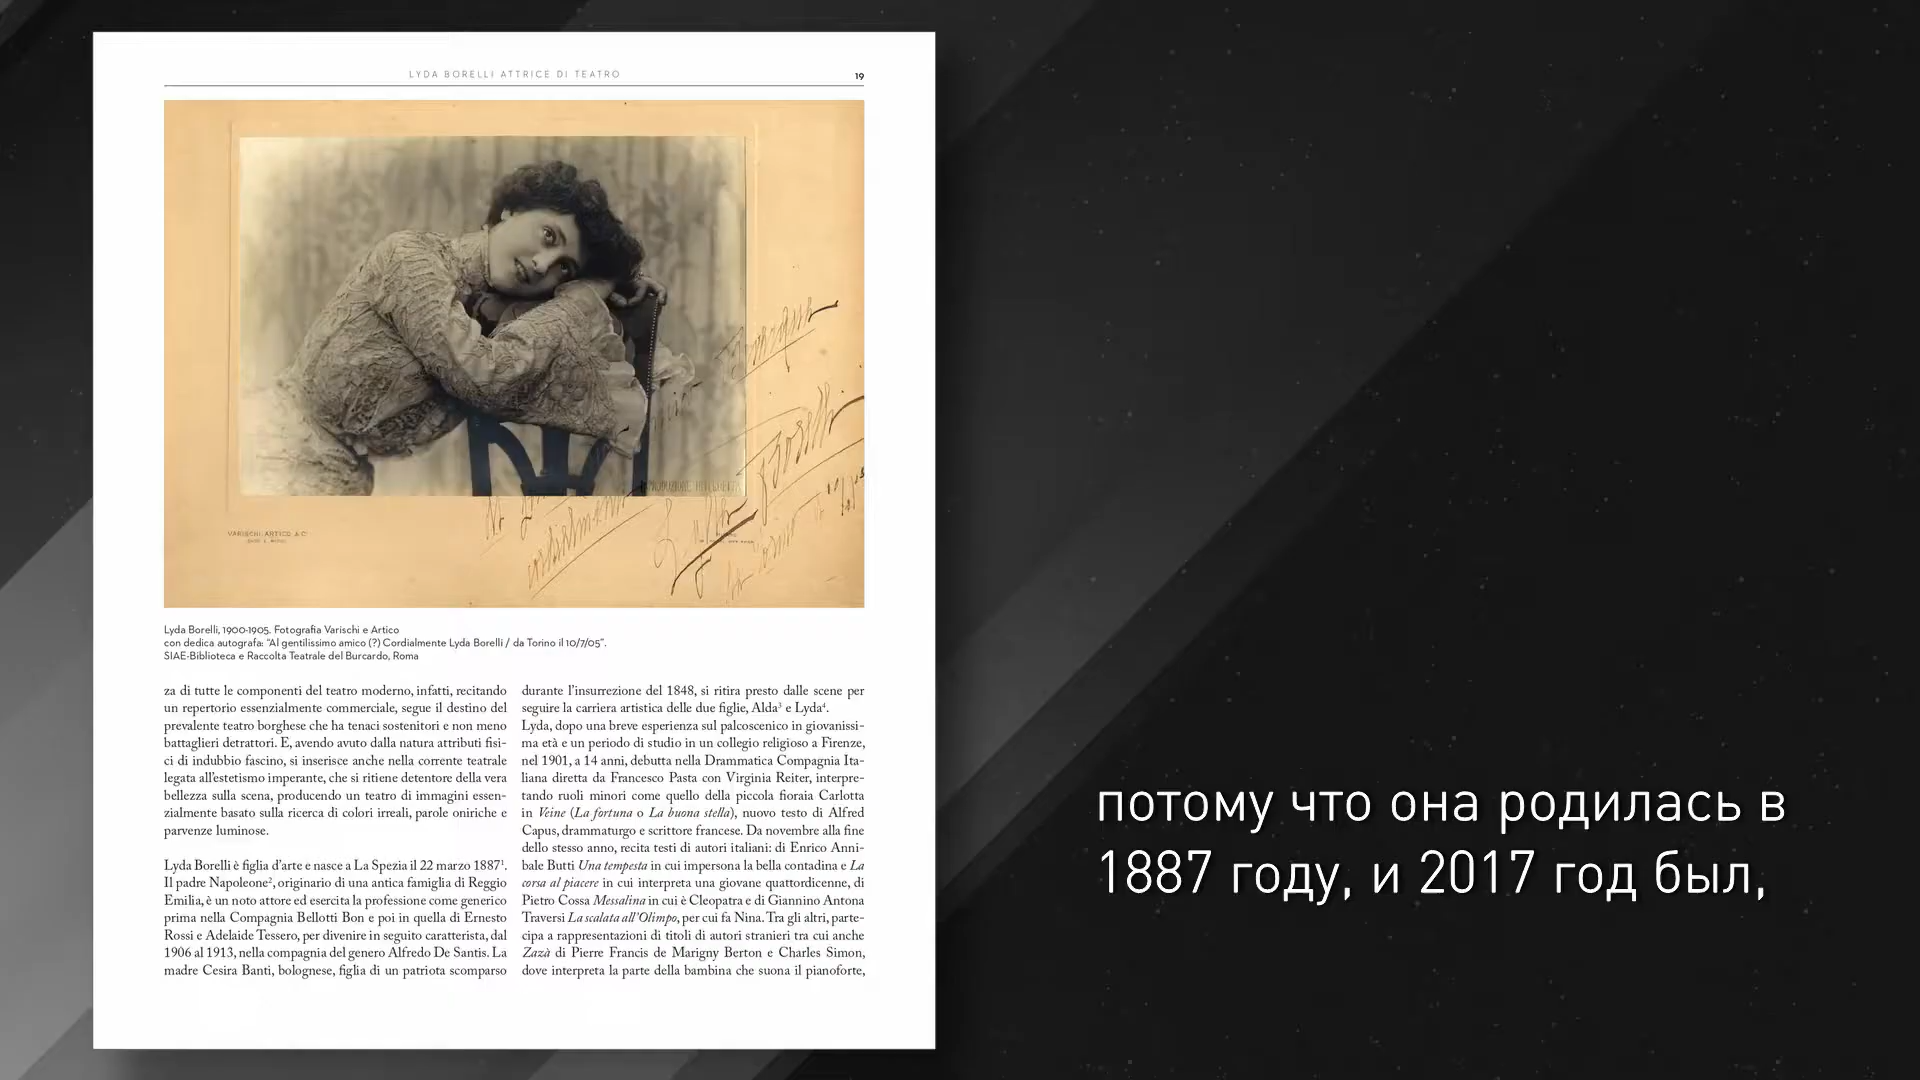 LYDA BORELLI ATTRICE DI TEATRO
19
VARISCHI ARTICO & Cº
Lyda Borelli, 1900-1905. Fotografia Varischi e Artico
con dedica autografa: “Al gentilissimo amico (?) Cordialmente Lyda Borelli / da Torino il 10/7/05”.
SIAE-Biblioteca e Raccolta Teatrale del Burcardo, Roma
za di tutte le componenti del teatro moderno, infatti, recitando
un repertorio essenzialmente commerciale, segue il destino del
prevalente teatro borghese che ha tenaci sostenitori e non meno
battaglieri detrattori. E, avendo avuto dalla natura attributi fisi-
ci di indubbio fascino, si inserisce anche nella corrente teatrale
legata all’estetismo imperante, che si ritiene detentore della vera
bellezza sulla scena, producendo un teatro di immagini essen-
zialmente basato sulla ricerca di colori irreali, parole oniriche e
parvenze luminose.
Lyda Borelli è figlia d’arte e nasce a La Spezia il 22 marzo 1887¹.
Il padre Napoleone², originario di una antica famiglia di Reggio
Emilia, è un noto attore ed esercita la professione come generico
prima nella Compagnia Bellotti Bon e poi in quella di Ernesto
Rossi e Adelaide Tessero, per divenire in seguito caratterista, dal
1906 al 1913, nella compagnia del genero Alfredo De Santis. La
madre Cesira Banti, bolognese, figlia di un patriota scomparso
durante l’insurrezione del 1848, si ritira presto dalle scene per
seguire la carriera artistica delle due figlie, Alda³ e Lyda⁴.
Lyda, dopo una breve esperienza sul palcoscenico in giovanissi-
ma età e un periodo di studio in un collegio religioso a Firenze,
nel 1901, a 14 anni, debutta nella Drammatica Compagnia Ita-
liana diretta da Francesco Pasta con Virginia Reiter, interpre-
tando ruoli minori come quello della piccola fioraia Carlotta
in Veine (La fortuna o La buona stella), nuovo testo di Alfred
Capus, drammaturgo e scrittore francese. Da novembre alla fine
dello stesso anno, recita testi di autori italiani: di Enrico Anni-
bale Butti Una tempesta in cui impersona la bella contadina e La
corsa al piacere in cui interpreta una giovane quattordicenne, di
Pietro Cossa Messalina in cui è Cleopatra e di Giannino Antona
Traversi La scalata all’Olimpo, per cui fa Nina. Tra gli altri, parte-
cipa a rappresentazioni di titoli di autori stranieri tra cui anche
Zazà di Pierre Francis de Marigny Berton e Charles Simon,
dove interpreta la parte della bambina che suona il pianoforte,
потому что она родилась в
1887 году, и 2017 год был,